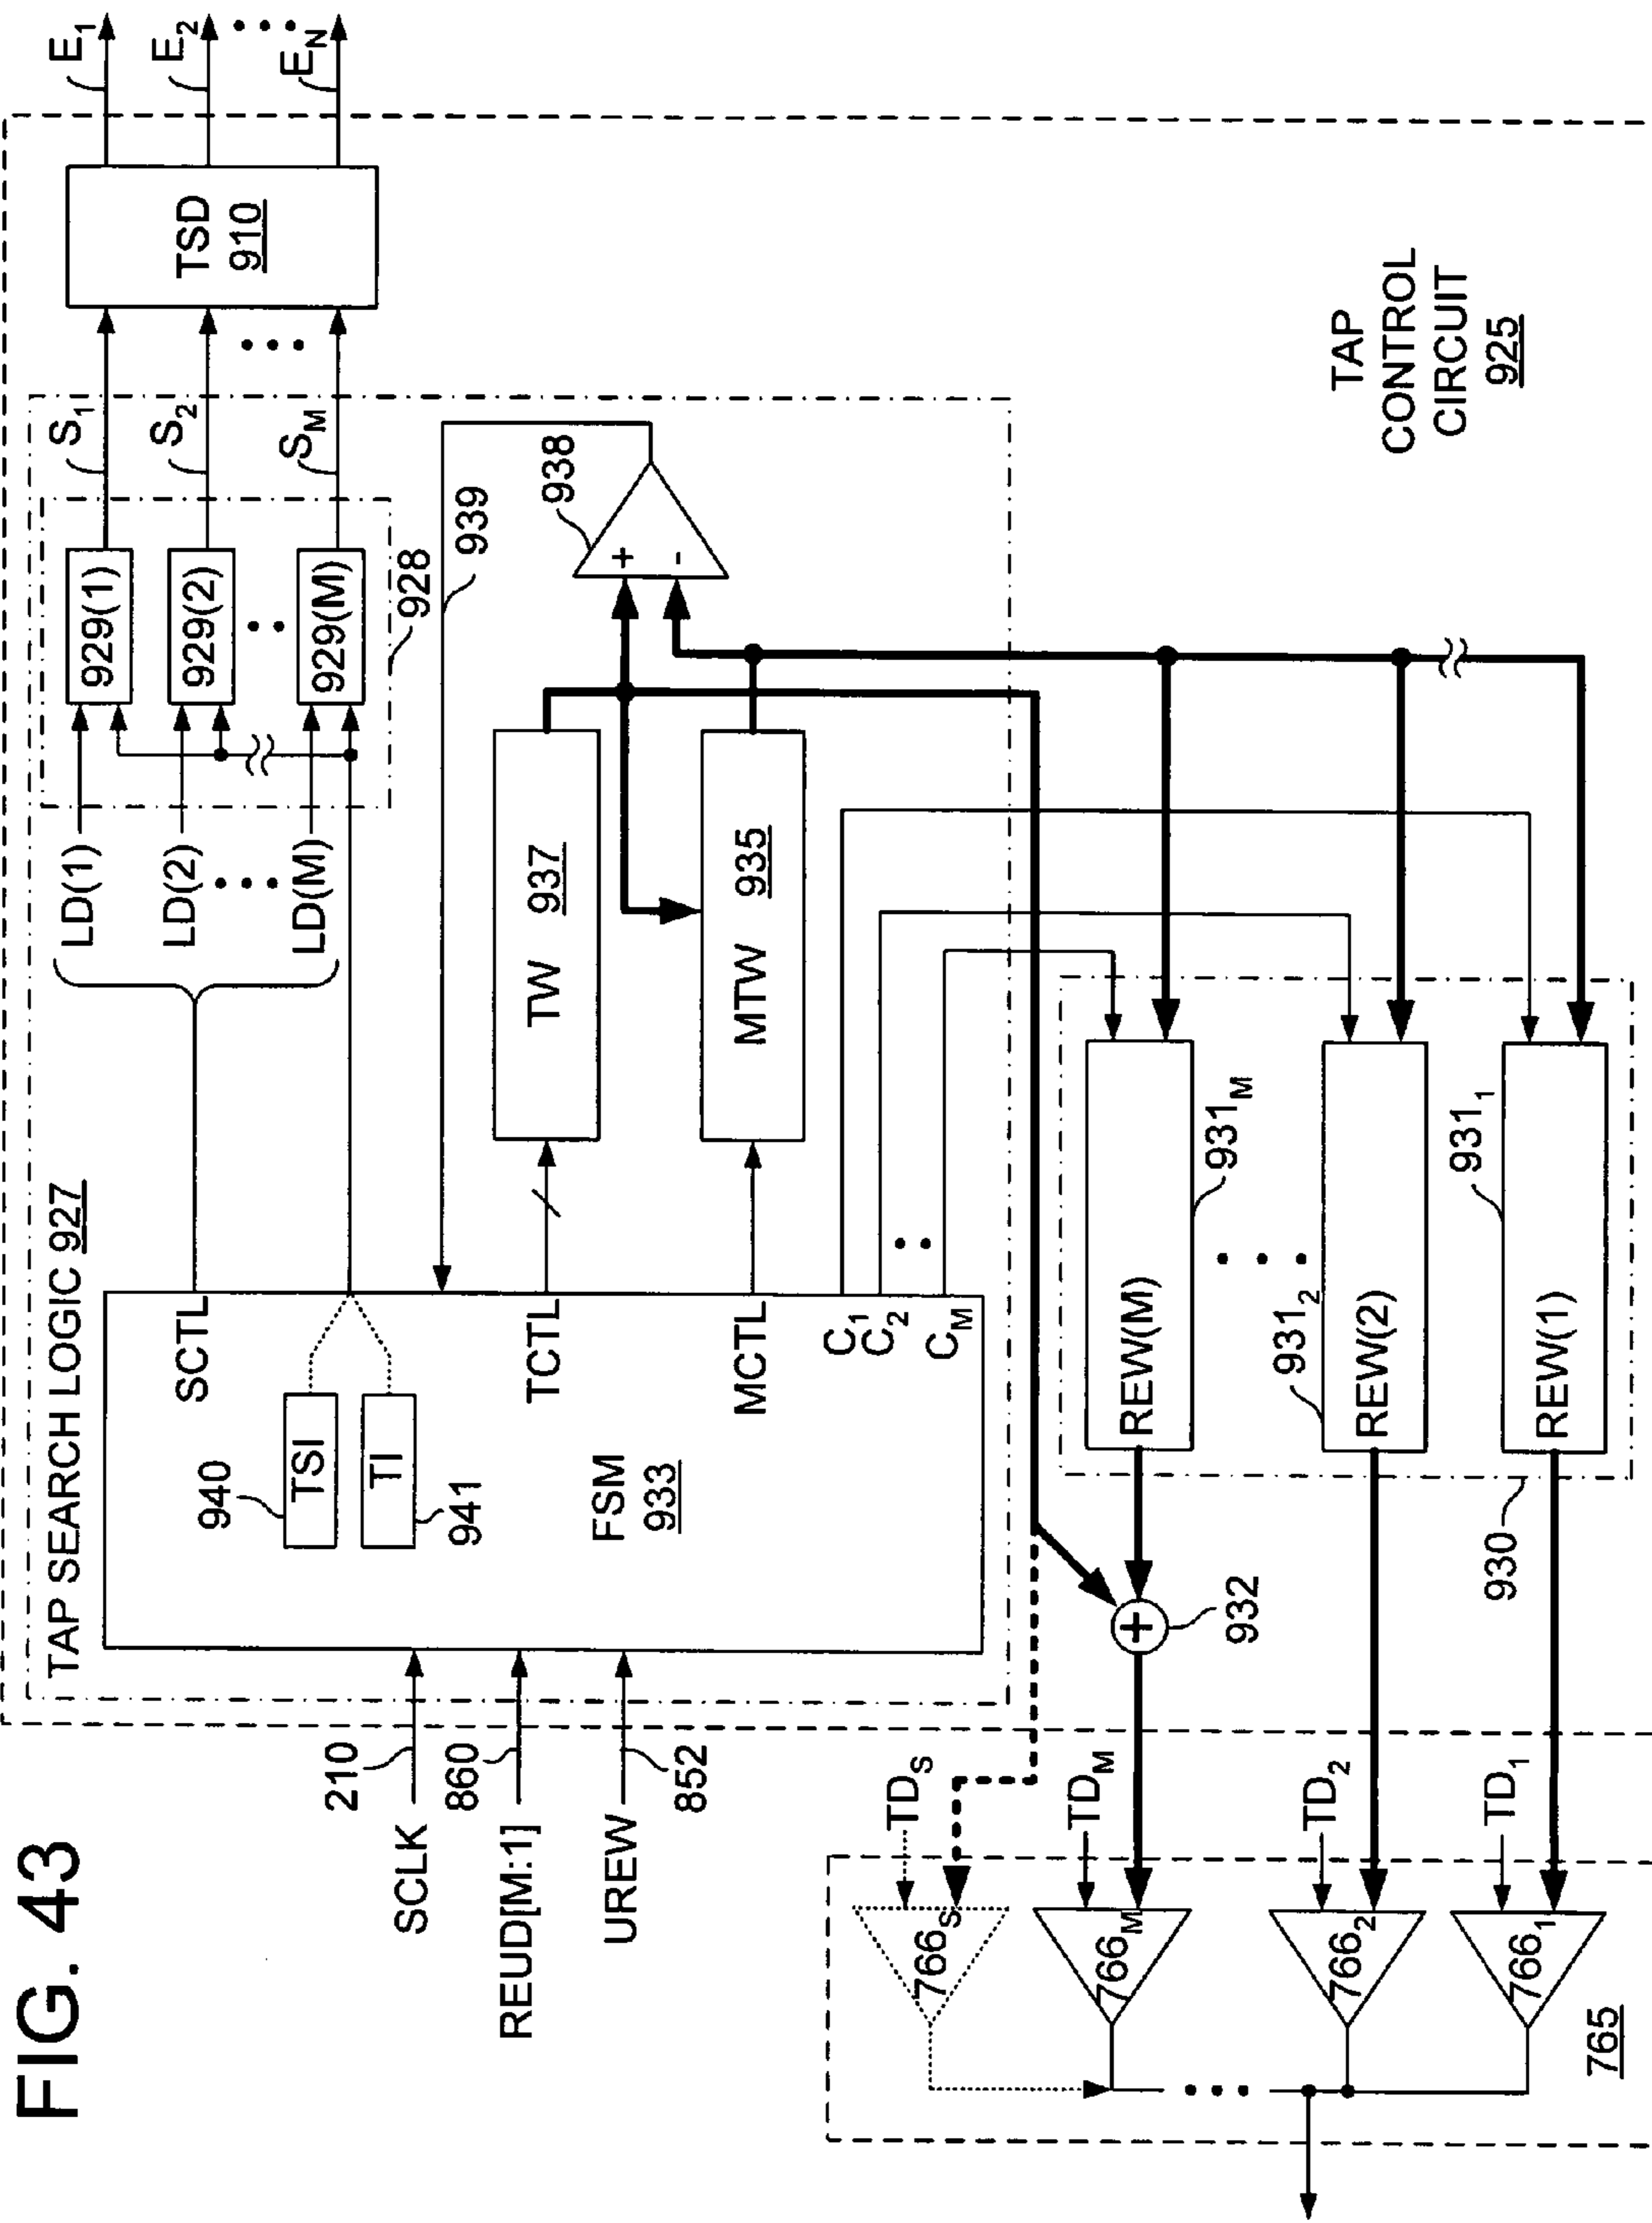 FIG. 43
TAP SEARCH LOGIC 927
SCLK
210
REUD[M:1]
860
UREW
852
FSM
933
940
TSI
TI
941
SCTL
TCTL
MCTL
C1
C2
CM
LD(1)
LD(2)
LD(M)
929(1)
929(2)
929(M)
928
S1
S2
SM
TSD
910
E1
E2
EN
939
TW 937
MTW 935
938
+
-
TAP
CONTROL
CIRCUIT
925
REW(M)
931M
REW(2)
9312
REW(1)
9311
930
+
932
TDS
TDM
TD2
TD1
766S
766M
7662
7661
765